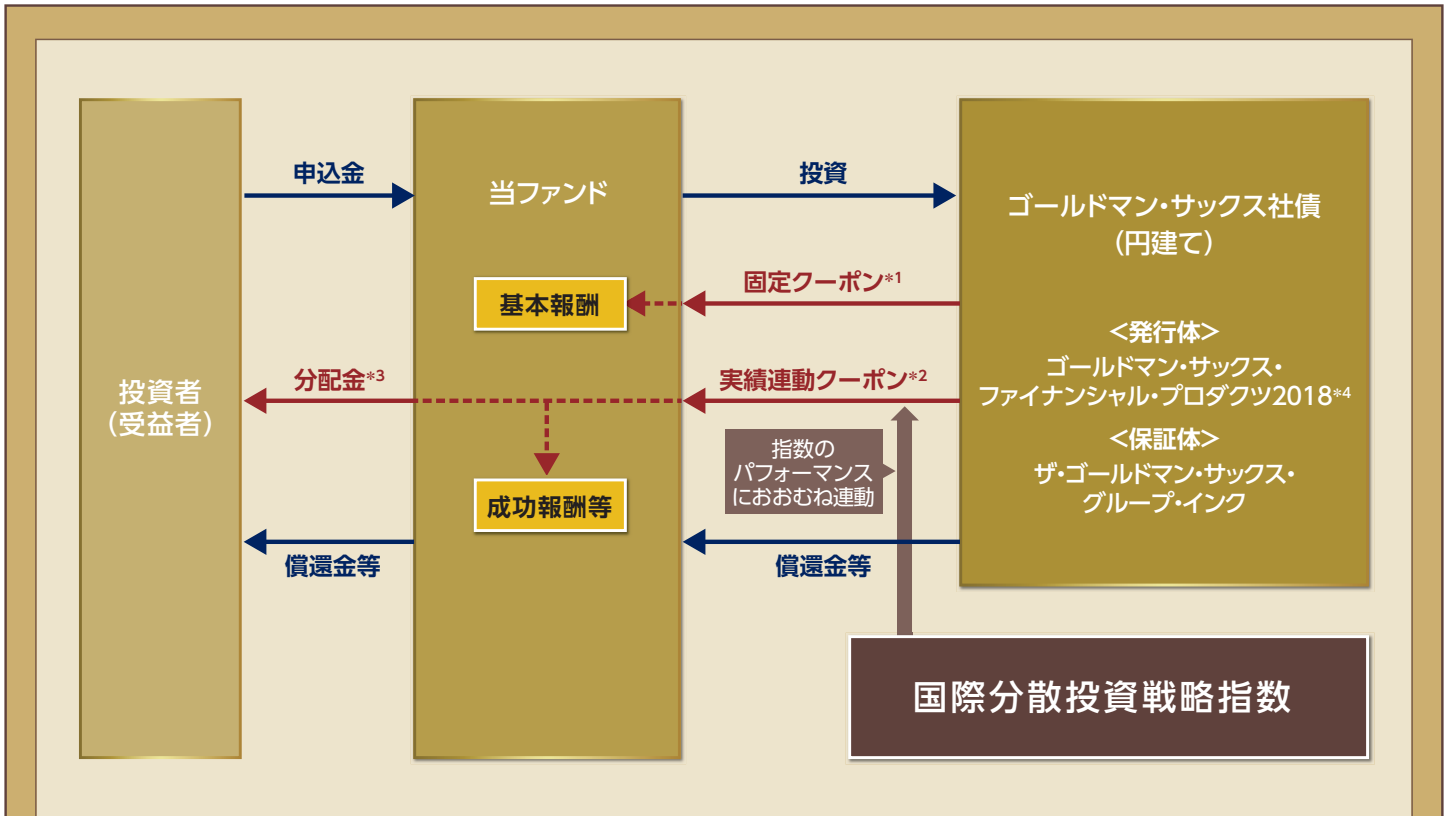 申込金
投資
当ファンド
ゴールドマン・サックス社債
（円建て）
固定クーポン*1
基本報酬
＜発行体＞
ゴールドマン・サックス・
ファイナンシャル・プロダクツ2018*4
投資者
（受益者）
分配金*3
実績連動クーポン*2
＜保証体＞
ザ・ゴールドマン・サックス・
グループ・インク
指数の
パフォーマンス
におおむね連動
成功報酬等
償還金等
償還金等
国際分散投資戦略指数